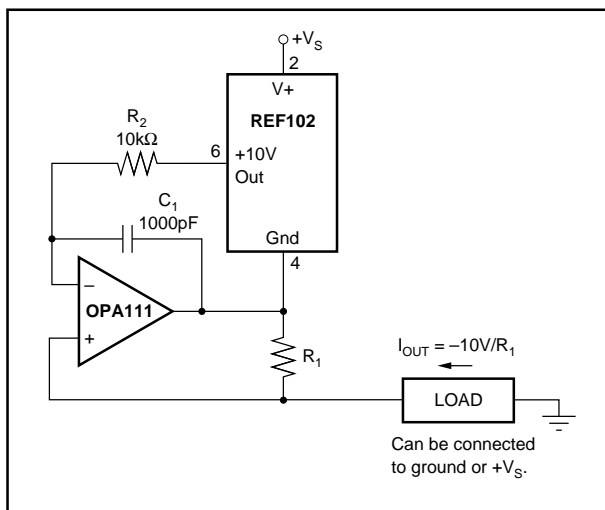 +V_S
2
V+
REF102
R_2
10kΩ
6
+10V
Out
C_1
1000pF
Gnd
4
–
OPA111
+
R_1
I_OUT = –10V/R_1
LOAD
Can be connected
to ground or +V_S.